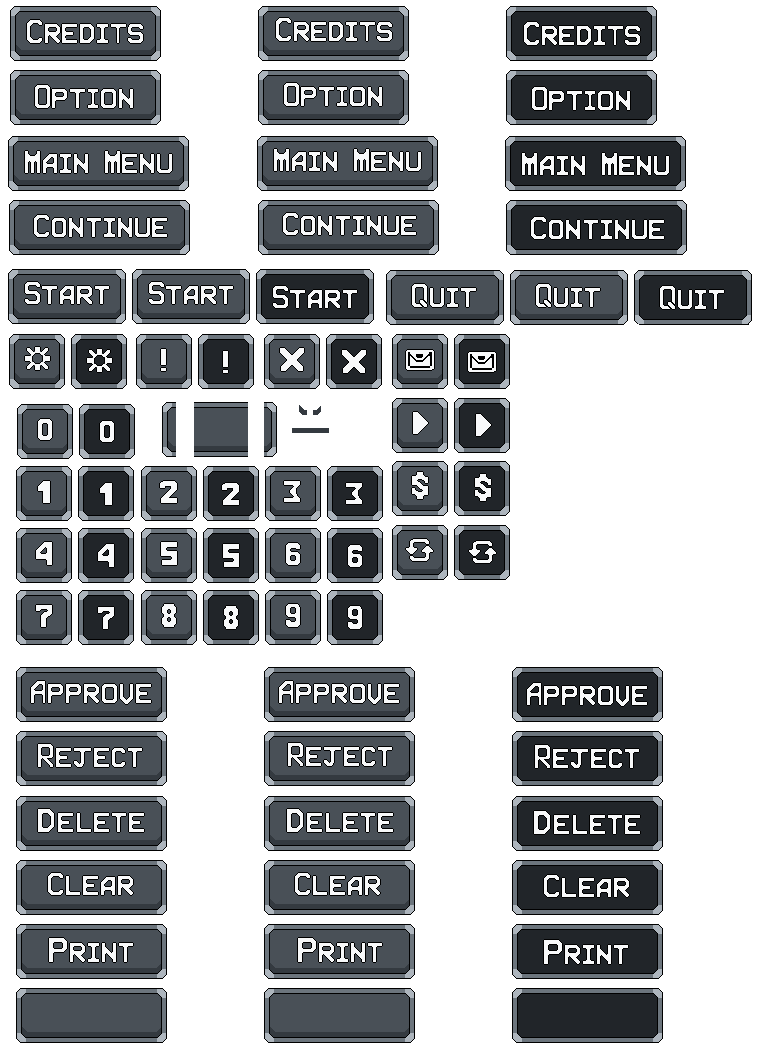 CREDITS CREDITS CREDITS
OPTION OPTION OPTION
MAIN MENU MAIN MENU MAIN MENU
CONTINUE CONTINUE CONTINUE
START START START QUIT QUIT QUIT
! !
0 0
1 1 2 2 3 3 $ $
4 4 5 5 6 6
7 7 8 8 9 9
APPROVE APPROVE APPROVE
REJECT REJECT REJECT
DELETE DELETE DELETE
CLEAR CLEAR CLEAR
PRINT PRINT PRINT